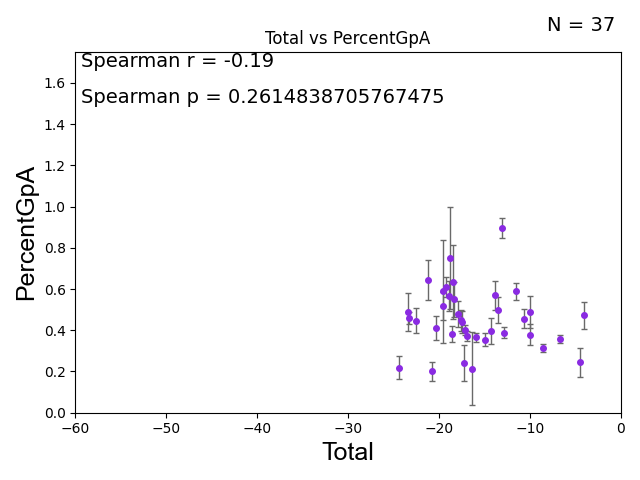 N = 37
Total vs PercentGpA
Spearman r = -0.19
Spearman p = 0.2614838705767475
PercentGpA
1.6
1.4
1.2
1.0
0.8
0.6
0.4
0.2
0.0
−60
−50
−40
−30
−20
−10
0
Total